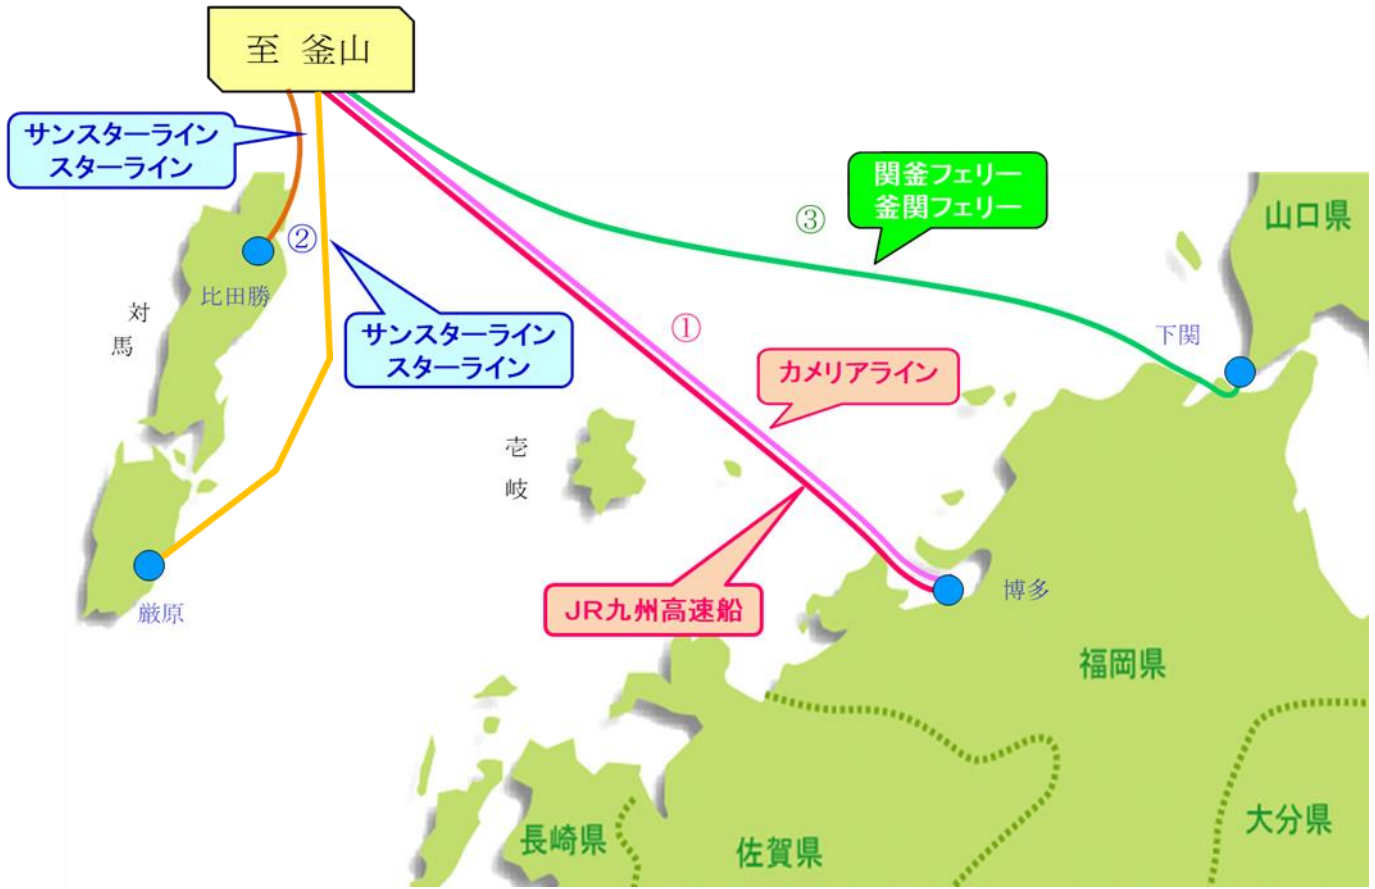 至 釜山
サンスターライン
スターライン
関釜フェリー
釜関フェリー
③
山口県
②
比田勝
対
馬
サンスターライン
スターライン
①
下関
カメリアライン
壱
岐
JR九州高速船
博多
厳原
福岡県
長崎県
佐賀県
大分県